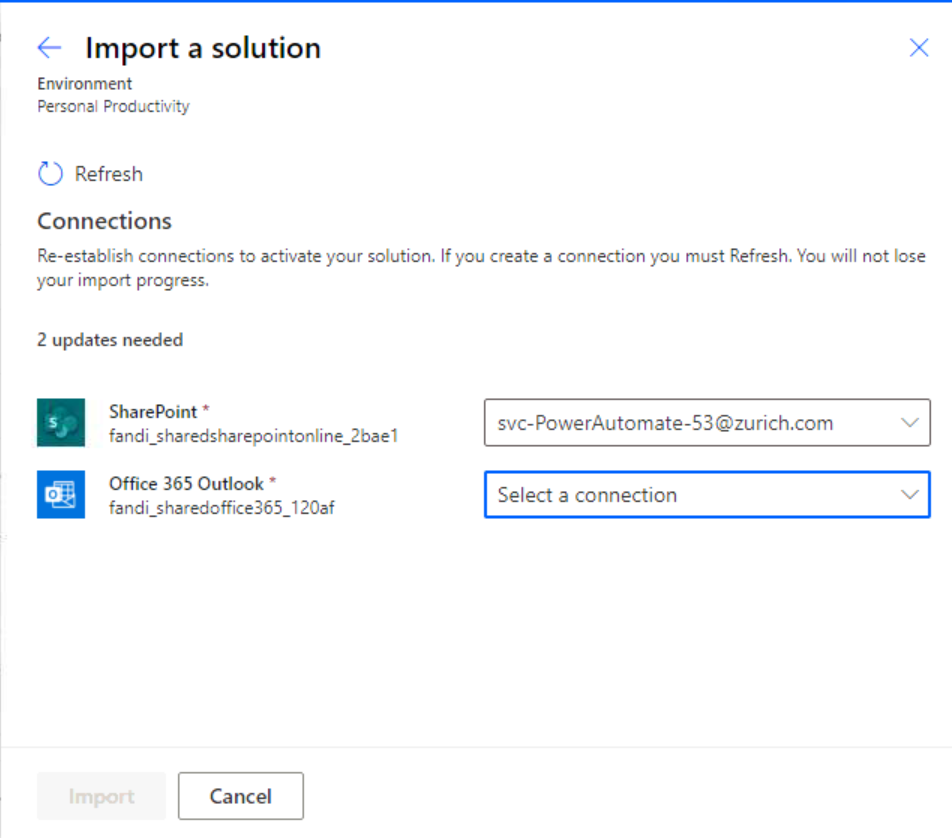 Import a solution
Environment
Personal Productivity
Refresh
Connections
Re-establish connections to activate your solution. If you create a connection you must Refresh. You will not lose
your import progress.
2 updates needed
SharePoint *
fandi_sharedsharepointonline_2bae1
svc-PowerAutomate-53@zurich.com
Office 365 Outlook *
fandi_sharedoffice365_120af
Select a connection
Import
Cancel